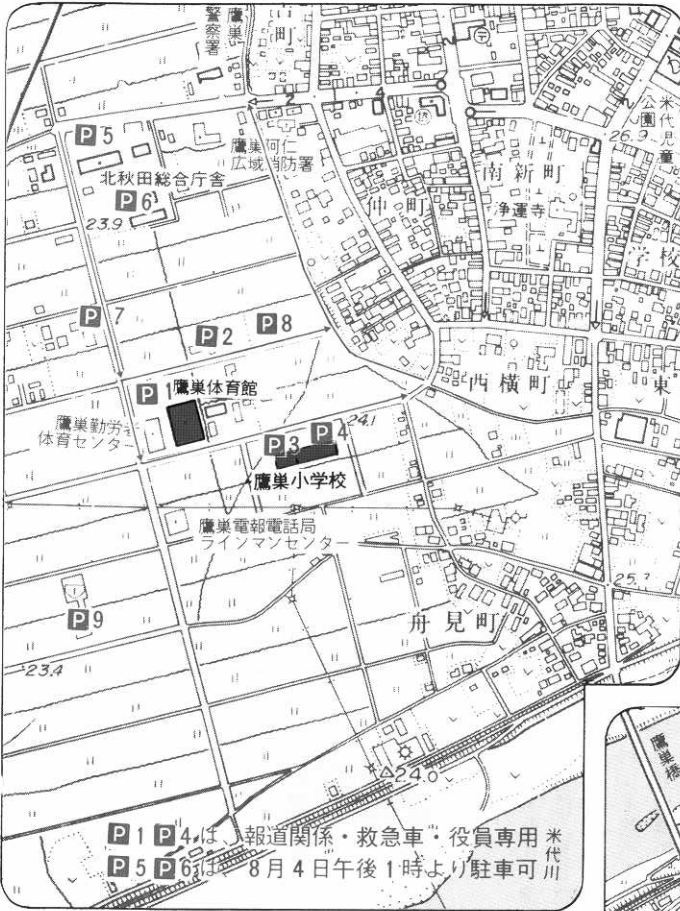 鷹巣
警察署
米代児童
公園
26.9
P5
鷹巣阿仁
広域消防署
北秋田総合庁舎
P6
23.9
南新町
仲町
浄運寺
学校
P7
P2
P8
西横町
東
P1
鷹巣体育館
鷹巣勤労者
体育センター
24.1
P3
P4
鷹巣小学校
鷹巣電報電話局
ラインマンセンター
P9
舟見町
23.4
△24.0
鷹巣橋
P1 P4は、報道関係・救急車・役員専用
P5 P6は 8月4日午後1時より駐車可
米代川